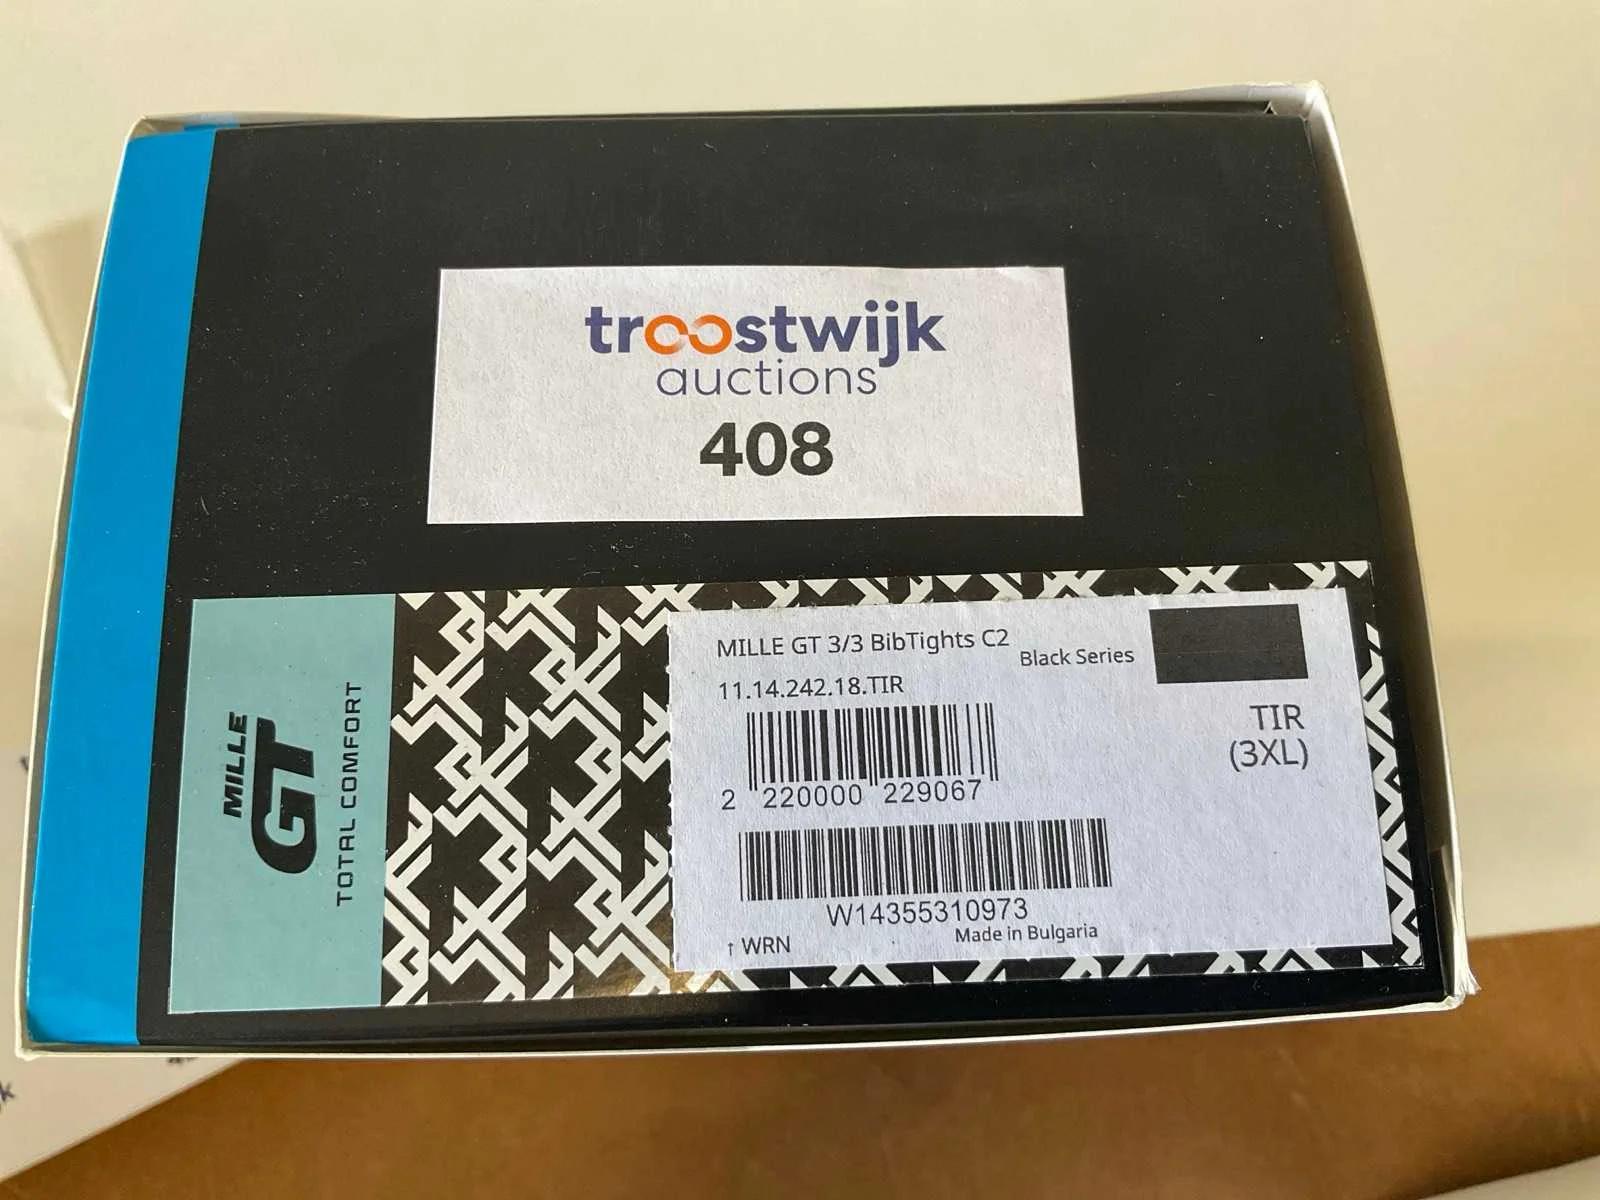 troostwijk
auctions
408
MILLE
GT
TOTAL COMFORT
MILLE GT 3/3 BibTights C2
Black Series
11.14.242.18.TIR
TIR
(3XL)
2 220000 229067
W14355310973
↑ WRN
Made in Bulgaria